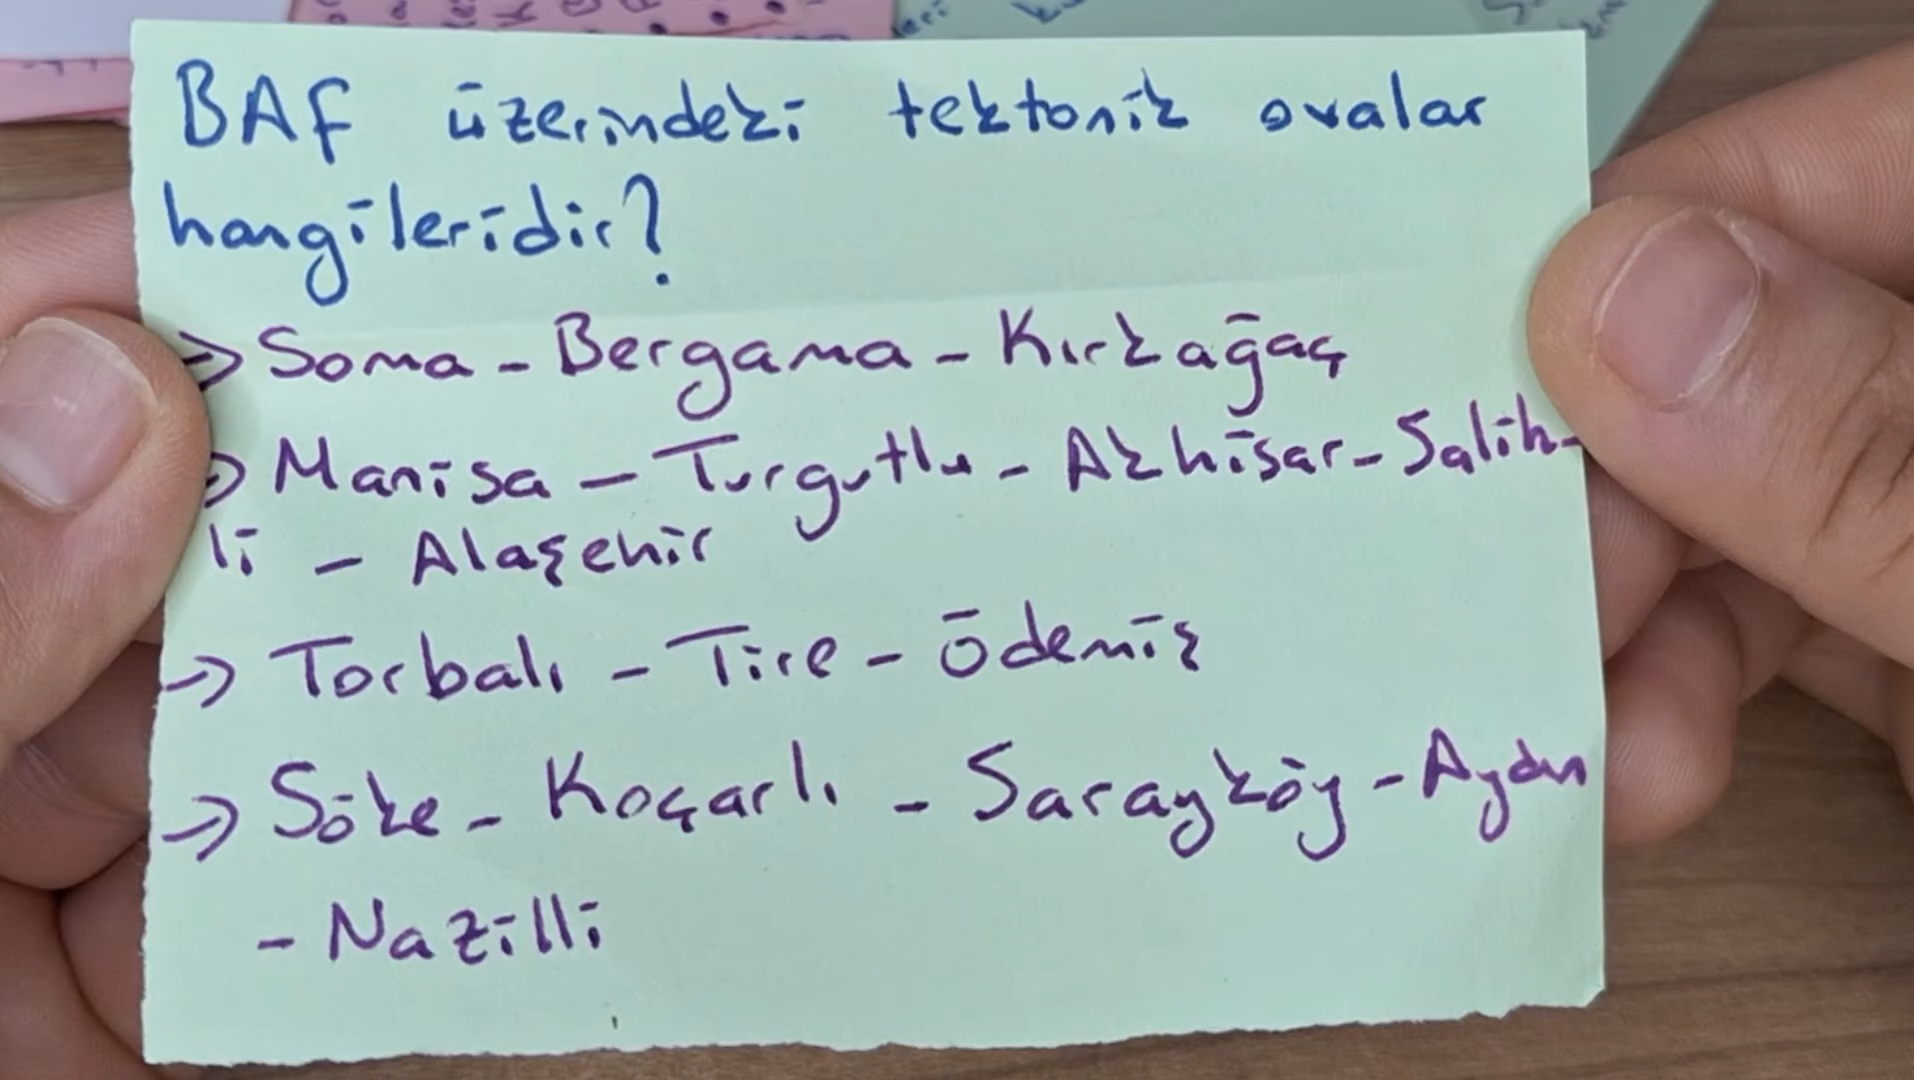 BAF üzerindeki tektonik ovalar
hangileridir?
→ Soma - Bergama - Kırkağaç
→ Manisa - Turgutlu - Akhisar - Salih-
li - Alaşehir
→ Torbalı - Tire - Ödemiş
→ Söke - Koçarlı - Sarayköy - Aydın
- Nazilli